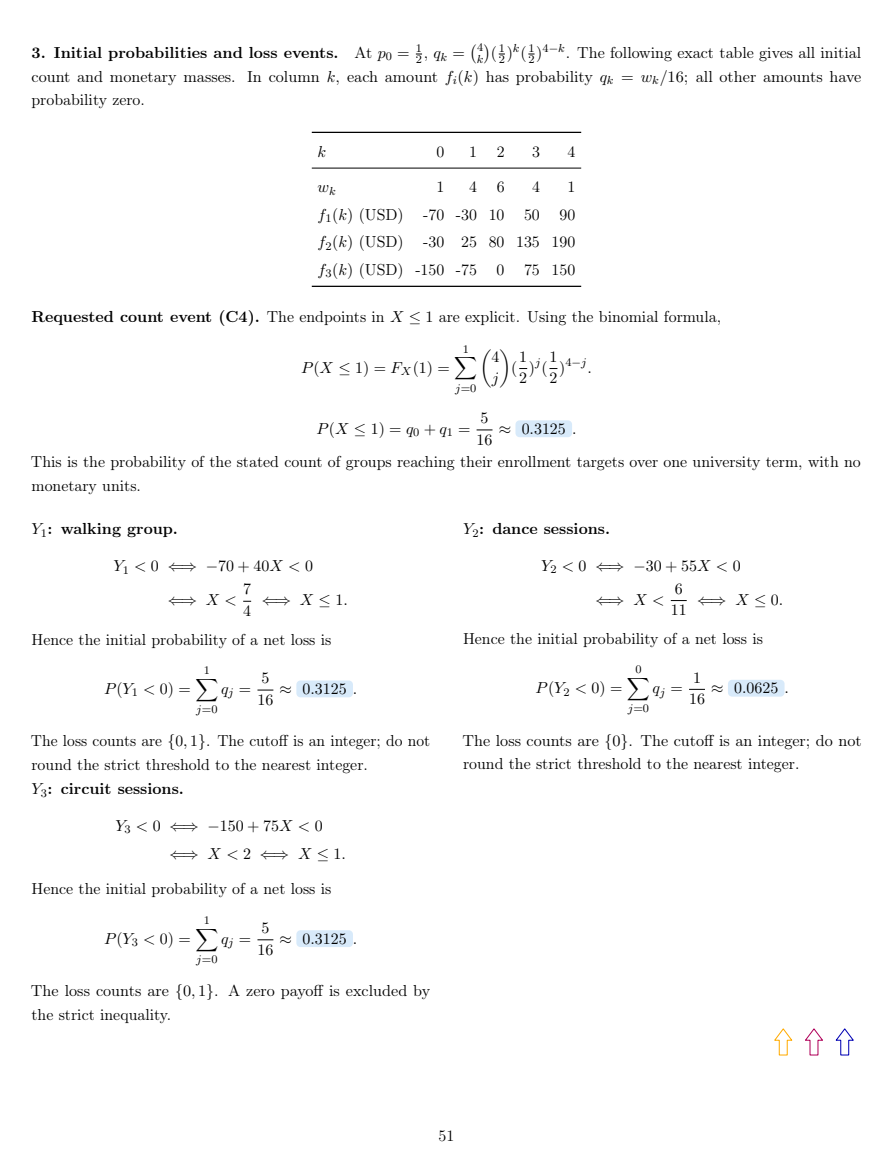 3. Initial probabilities and loss events. At p₀ = 1/2, qₖ = (4 choose k)(1/2)ᵏ(1/2)⁴⁻ᵏ. The following exact table gives all initial
count and monetary masses. In column k, each amount fᵢ(k) has probability qₖ = wₖ/16; all other amounts have
probability zero.
k 0 1 2 3 4
wₖ 1 4 6 4 1
f₁(k) (USD) -70 -30 10 50 90
f₂(k) (USD) -30 25 80 135 190
f₃(k) (USD) -150 -75 0 75 150
Requested count event (C4). The endpoints in X ≤ 1 are explicit. Using the binomial formula,
P(X ≤ 1) = F_X(1) = ∑_{j=0}^{1} (4 choose j)(1/2)ʲ(1/2)⁴⁻ʲ.
P(X ≤ 1) = q₀ + q₁ = 5/16 ≈ 0.3125.
This is the probability of the stated count of groups reaching their enrollment targets over one university term, with no
monetary units.
Y₁: walking group.
Y₁ < 0 ⟺ −70 + 40X < 0
⟺ X < 7/4 ⟺ X ≤ 1.
Hence the initial probability of a net loss is
P(Y₁ < 0) = ∑_{j=0}^{1} qⱼ = 5/16 ≈ 0.3125.
The loss counts are {0, 1}. The cutoff is an integer; do not
round the strict threshold to the nearest integer.
Y₃: circuit sessions.
Y₃ < 0 ⟺ −150 + 75X < 0
⟺ X < 2 ⟺ X ≤ 1.
Hence the initial probability of a net loss is
P(Y₃ < 0) = ∑_{j=0}^{1} qⱼ = 5/16 ≈ 0.3125.
The loss counts are {0, 1}. A zero payoff is excluded by
the strict inequality.
Y₂: dance sessions.
Y₂ < 0 ⟺ −30 + 55X < 0
⟺ X < 6/11 ⟺ X ≤ 0.
Hence the initial probability of a net loss is
P(Y₂ < 0) = ∑_{j=0}^{0} qⱼ = 1/16 ≈ 0.0625.
The loss counts are {0}. The cutoff is an integer; do not
round the strict threshold to the nearest integer.
51